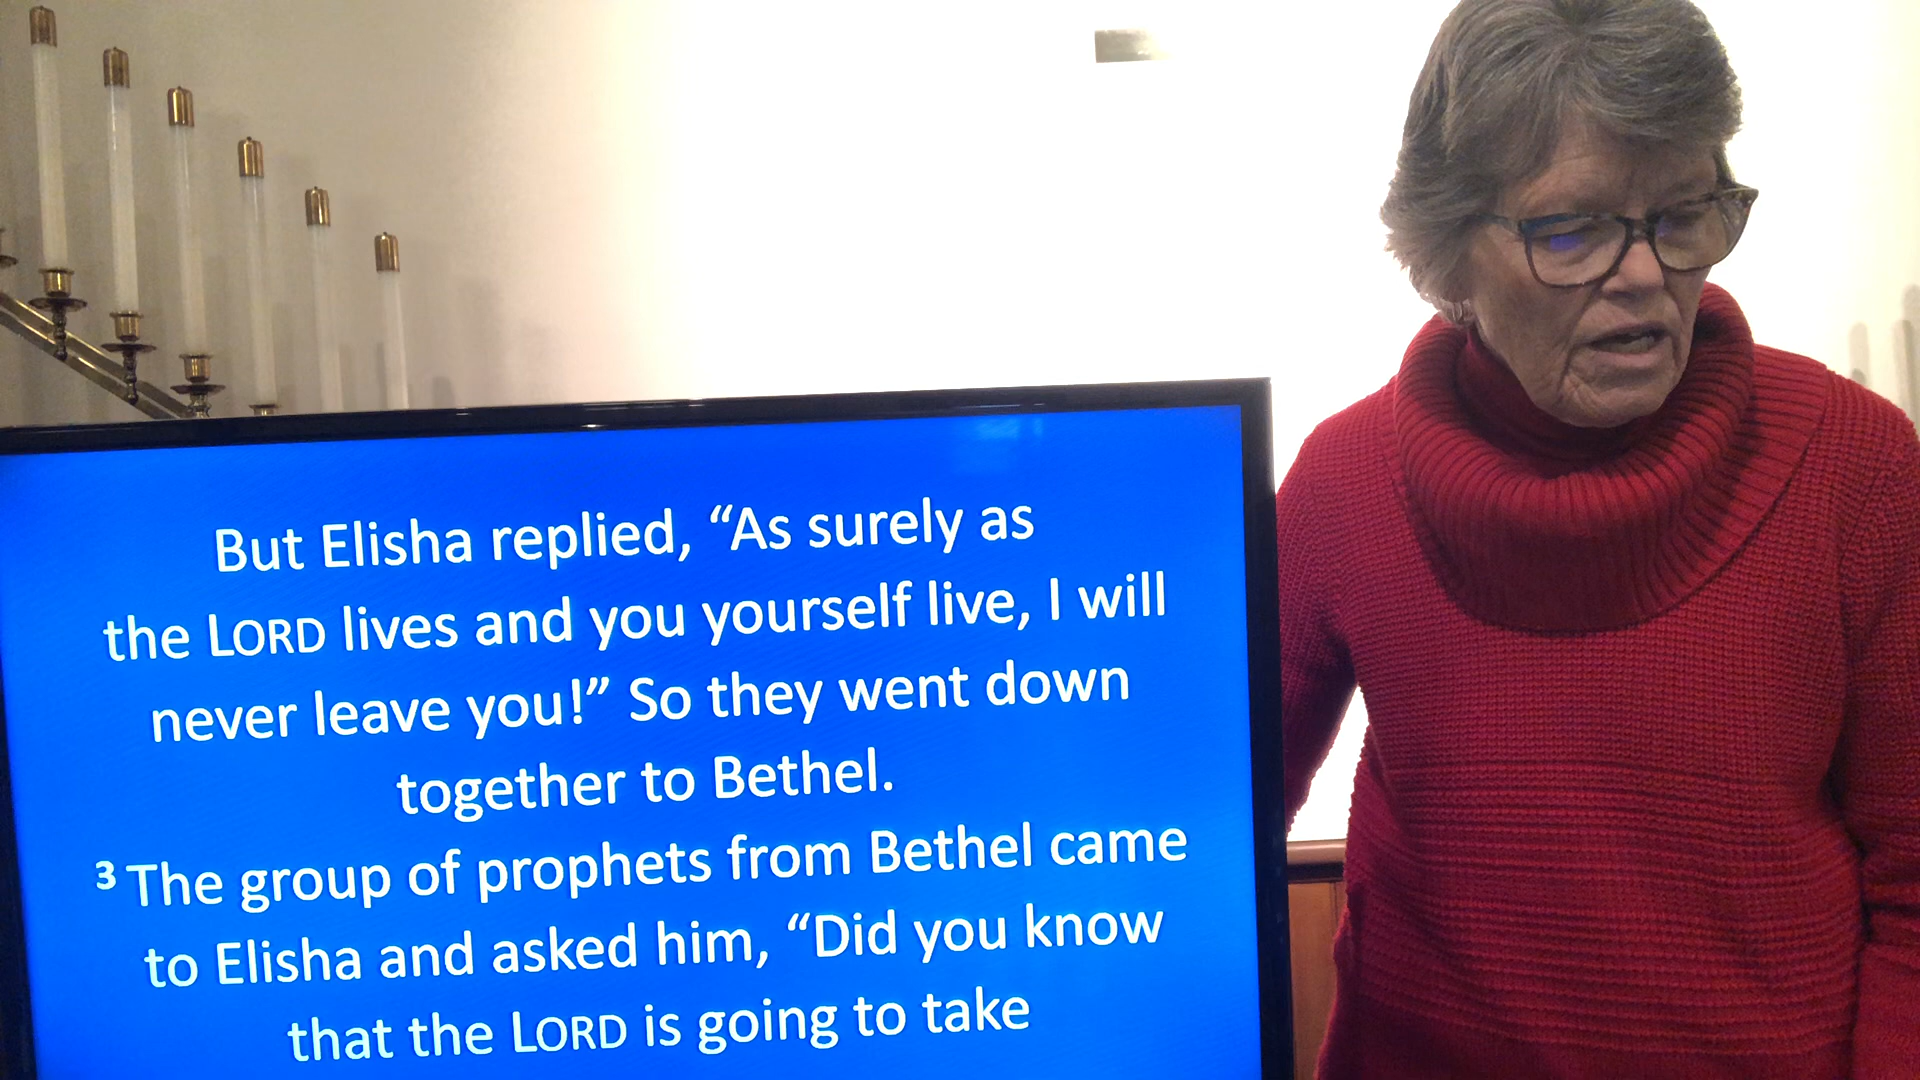 But Elisha replied, “As surely as
the LORD lives and you yourself live, I will
never leave you!” So they went down
together to Bethel.
³ The group of prophets from Bethel came
to Elisha and asked him, “Did you know
that the LORD is going to take